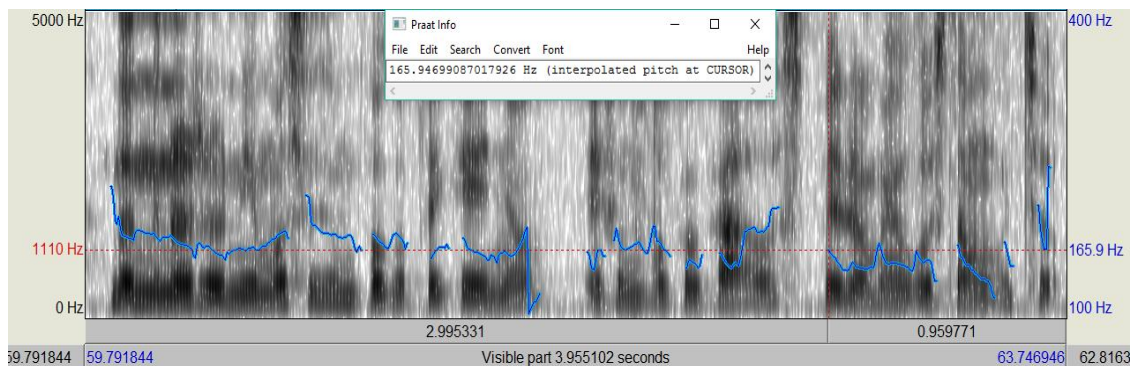 5000 Hz
Praat Info
400 Hz
File Edit Search Convert Font Help
165.94699087017926 Hz (interpolated pitch at CURSOR)
1110 Hz
165.9 Hz
0 Hz
100 Hz
2.995331 0.959771
59.791844 59.791844 Visible part 3.955102 seconds 63.746946 62.8163